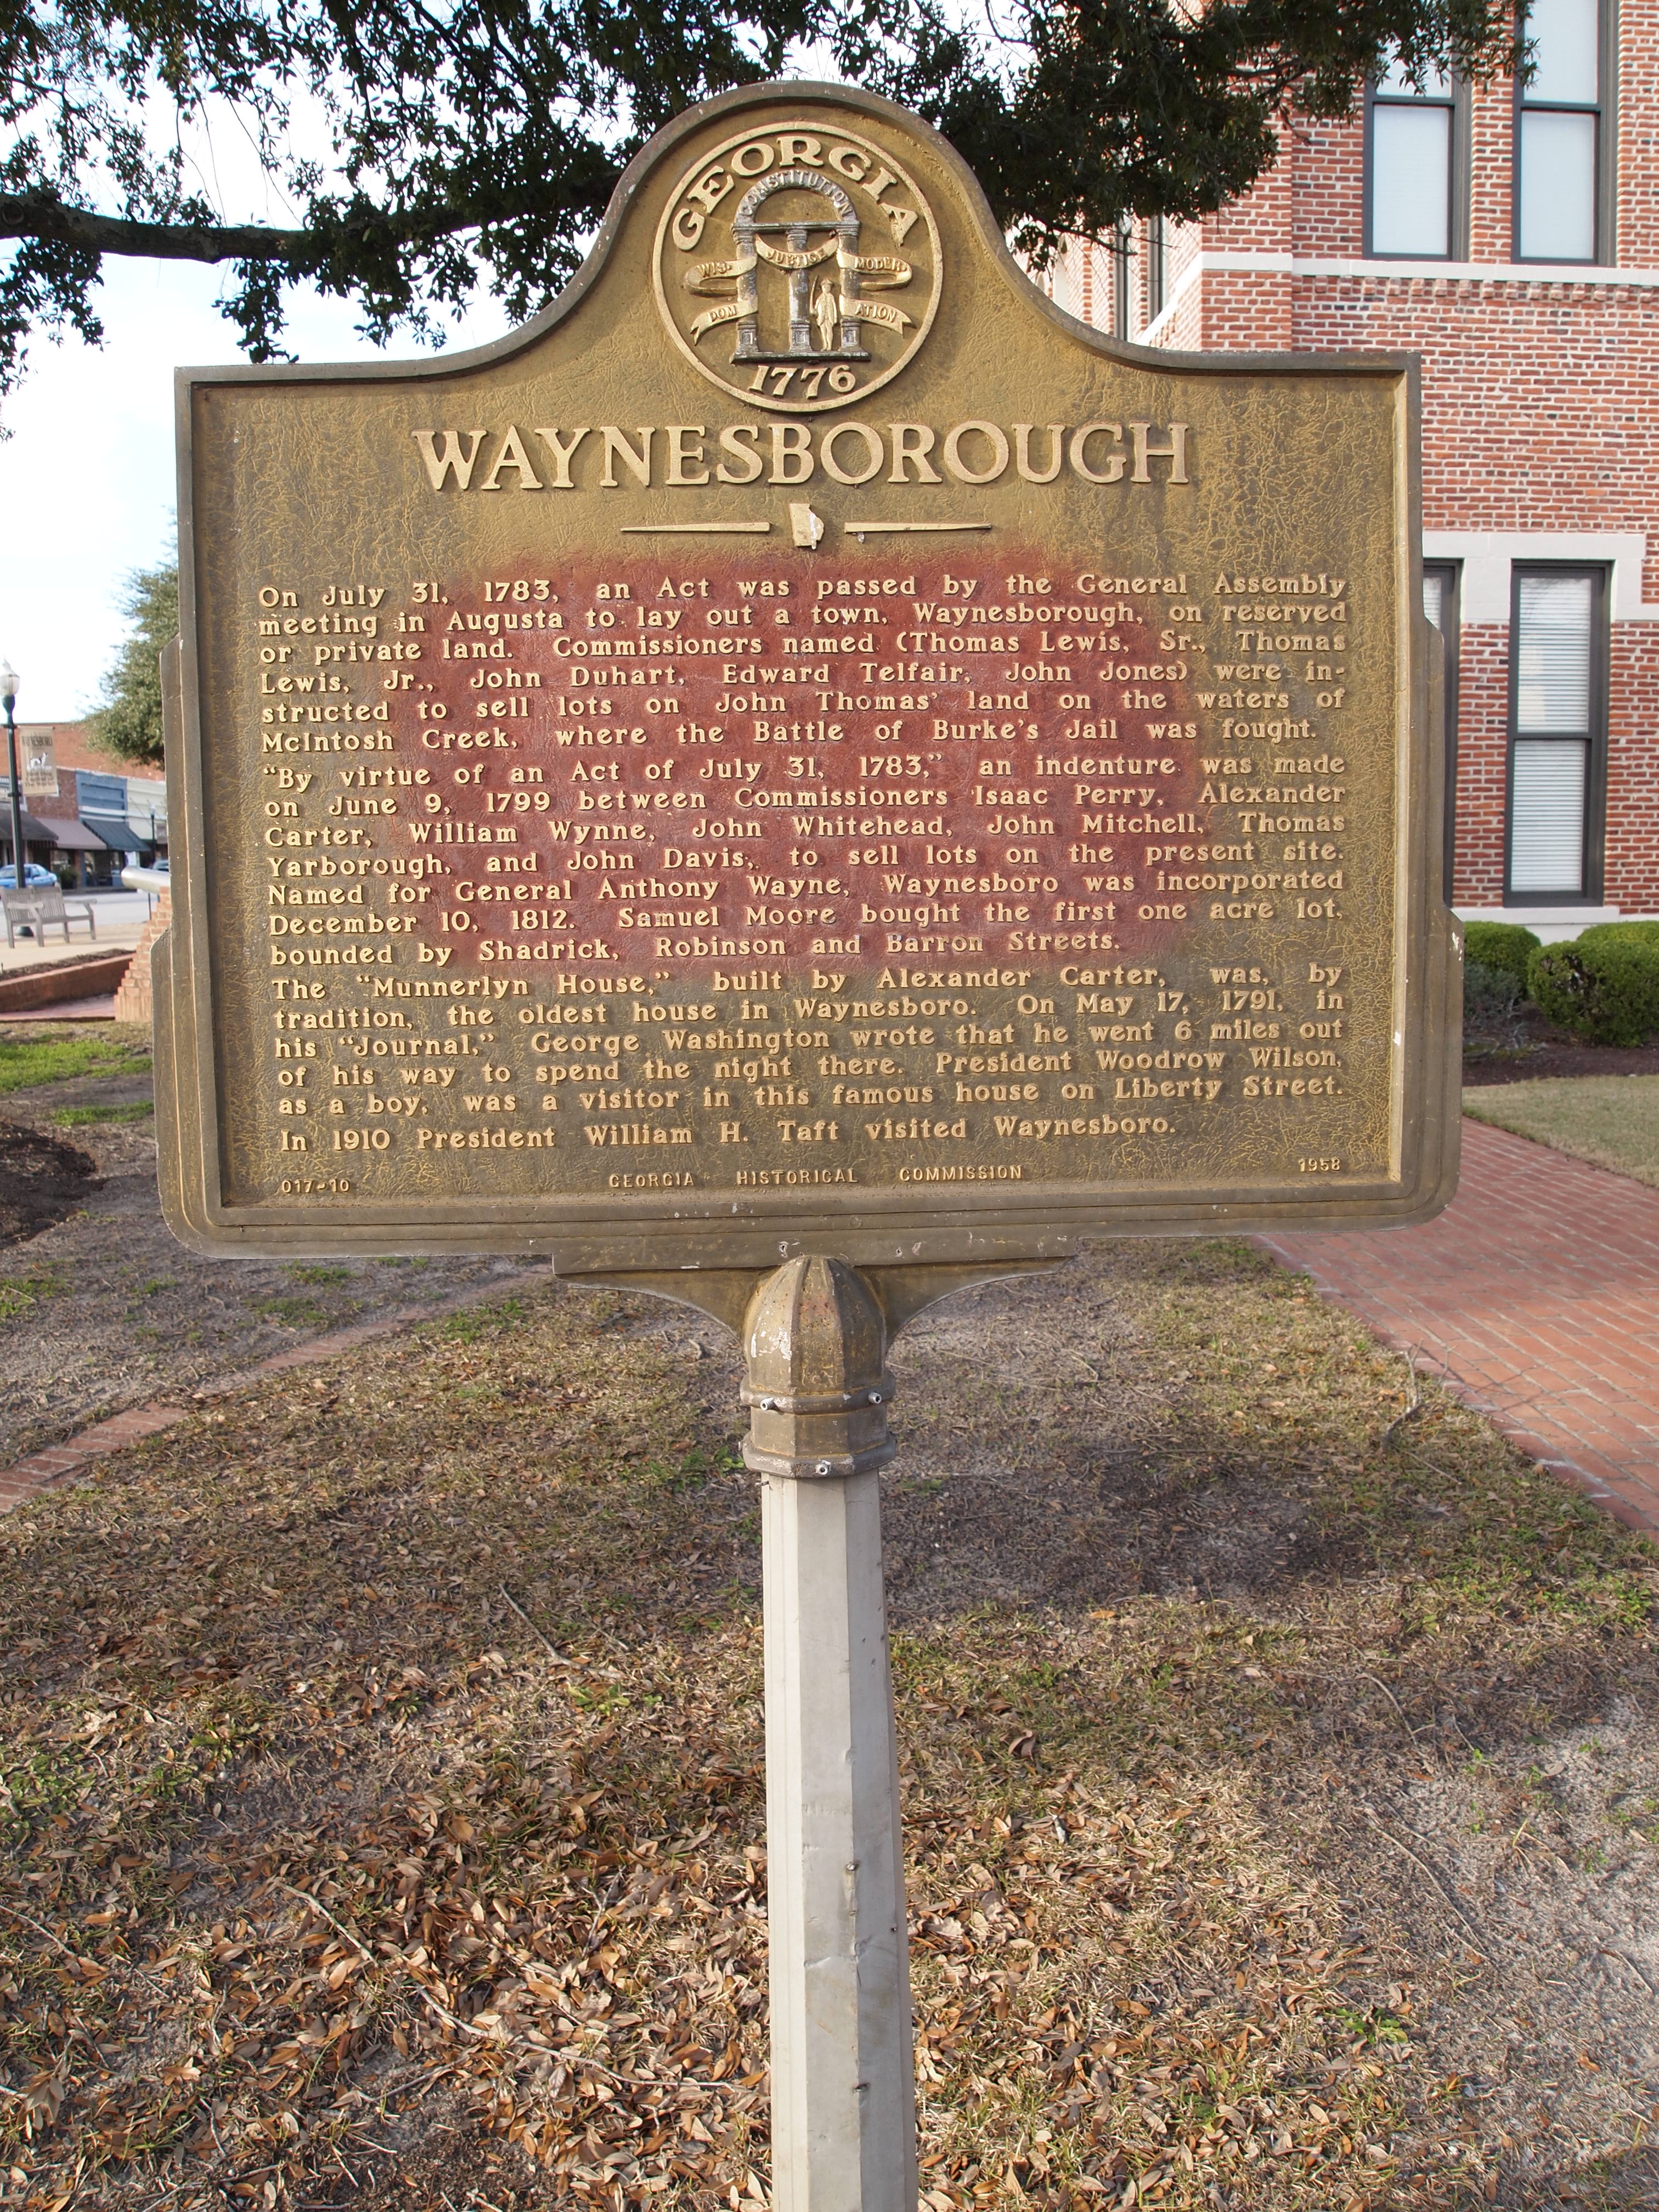 GEORGIA
CONSTITUTION
WIS- JUSTICE MODER-
DOM ATION
1776
WAYNESBOROUGH
On July 31, 1783, an Act was passed by the General Assembly
meeting in Augusta to lay out a town, Waynesborough, on reserved
or private land. Commissioners named (Thomas Lewis, Sr., Thomas
Lewis, Jr., John Duhart, Edward Telfair, John Jones) were in-
structed to sell lots on John Thomas' land on the waters of
McIntosh Creek, where the Battle of Burke's Jail was fought.
“By virtue of an Act of July 31, 1783,” an indenture was made
on June 9, 1799 between Commissioners Isaac Perry, Alexander
Carter, William Wynne, John Whitehead, John Mitchell, Thomas
Yarborough, and John Davis, to sell lots on the present site.
Named for General Anthony Wayne, Waynesboro was incorporated
December 10, 1812. Samuel Moore bought the first one acre lot,
bounded by Shadrick, Robinson and Barron Streets.
The “Munnerlyn House,” built by Alexander Carter, was, by
tradition, the oldest house in Waynesboro. On May 17, 1791, in
his “Journal,” George Washington wrote that he went 6 miles out
of his way to spend the night there. President Woodrow Wilson,
as a boy, was a visitor in this famous house on Liberty Street.
In 1910 President William H. Taft visited Waynesboro.
017-10 GEORGIA HISTORICAL COMMISSION 1958